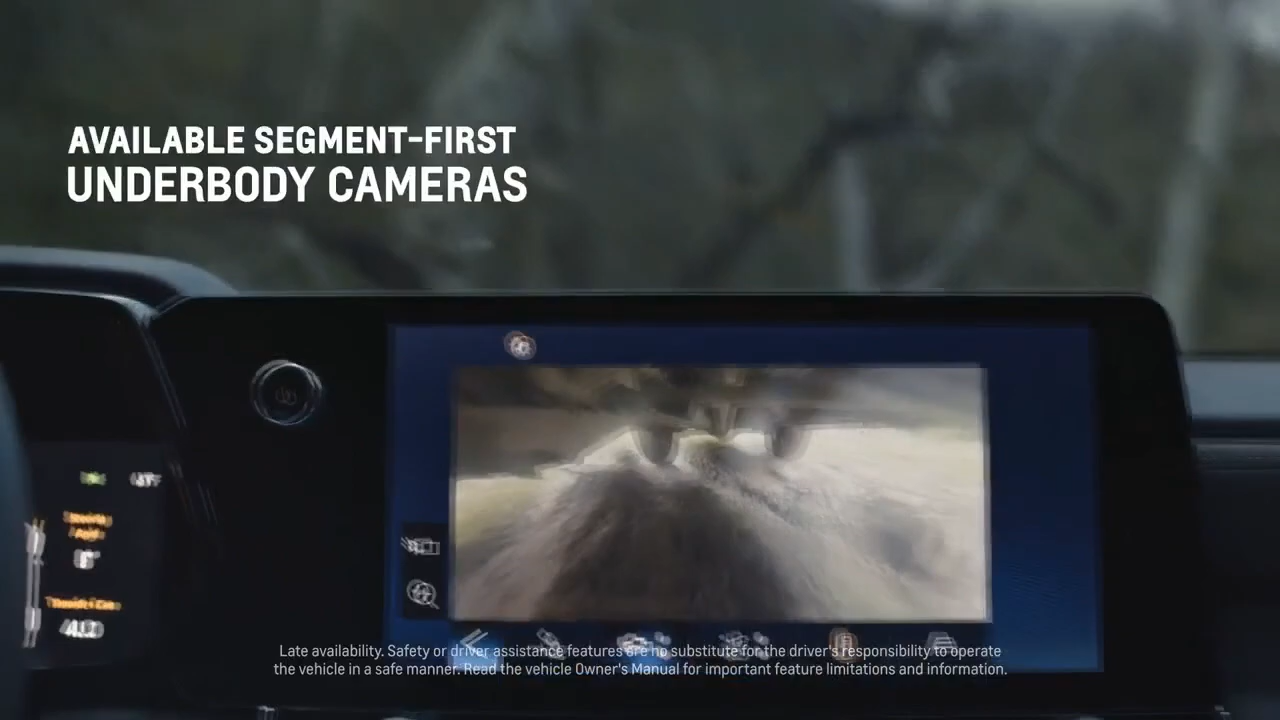 AVAILABLE SEGMENT-FIRST
UNDERBODY CAMERAS
Late availability. Safety or driver assistance features are no substitute for the driver's responsibility to operate
the vehicle in a safe manner. Read the vehicle Owner's Manual for important feature limitations and information.